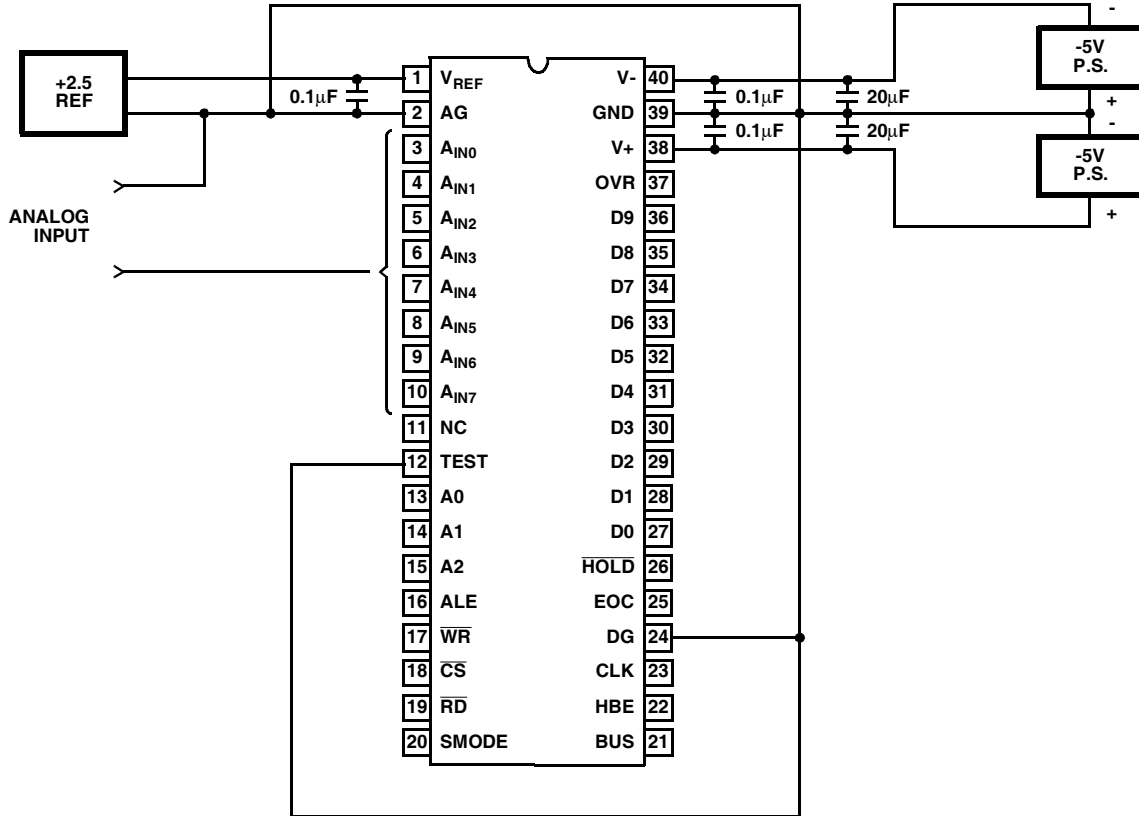 +2.5
REF
0.1μF
ANALOG
INPUT
1 VREF
2 AG
3 AIN0
4 AIN1
5 AIN2
6 AIN3
7 AIN4
8 AIN5
9 AIN6
10 AIN7
11 NC
12 TEST
13 A0
14 A1
15 A2
16 ALE
17 WR
18 CS
19 RD
20 SMODE
V- 40
GND 39
V+ 38
OVR 37
D9 36
D8 35
D7 34
D6 33
D5 32
D4 31
D3 30
D2 29
D1 28
D0 27
HOLD 26
EOC 25
DG 24
CLK 23
HBE 22
BUS 21
0.1μF 20μF
0.1μF 20μF
-
-5V
P.S.
+
-
-5V
P.S.
+